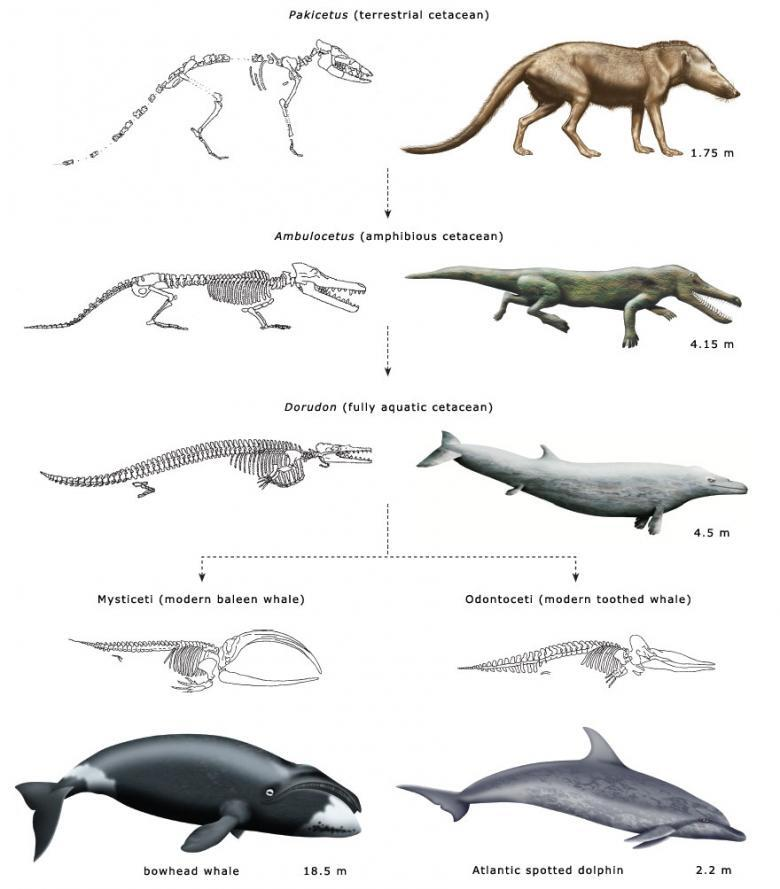 Pakicetus (terrestrial cetacean)
1.75 m
Ambulocetus (amphibious cetacean)
4.15 m
Dorudon (fully aquatic cetacean)
4.5 m
Mysticeti (modern baleen whale)
Odontoceti (modern toothed whale)
bowhead whale 18.5 m
Atlantic spotted dolphin 2.2 m